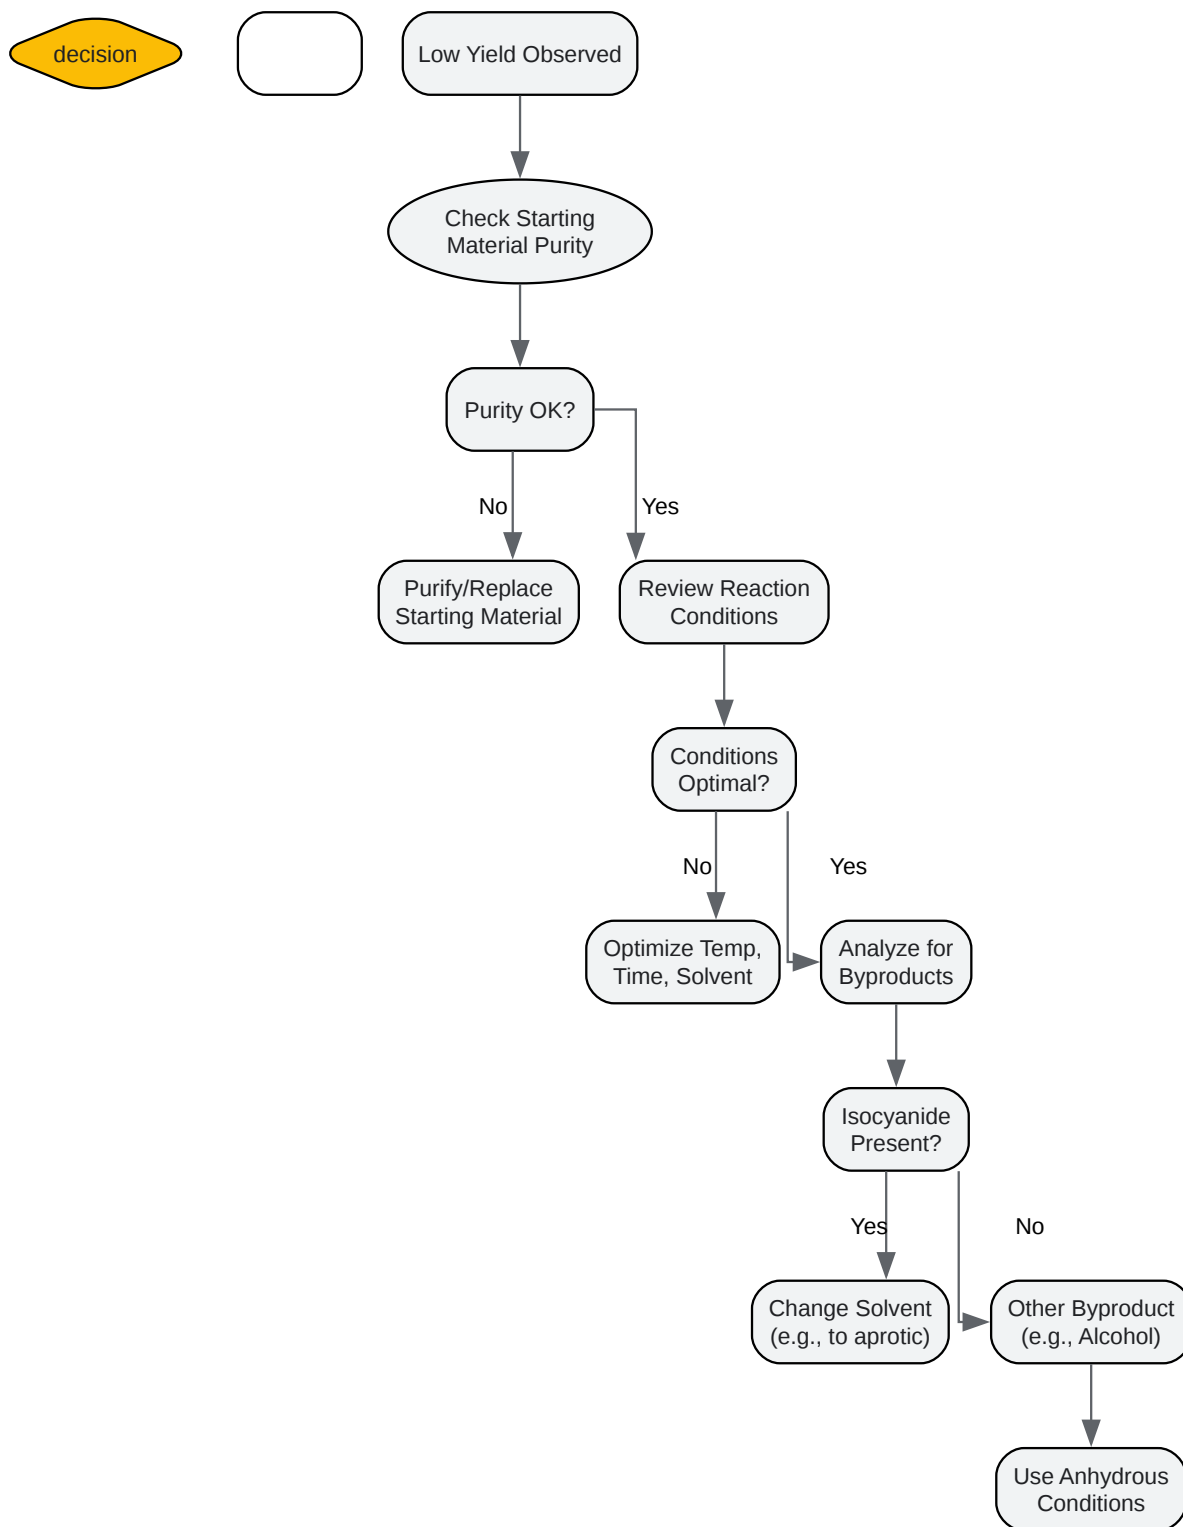 decision
Low Yield Observed
Check Starting
Material Purity
Purity OK?
No
Yes
Purify/Replace
Starting Material
Review Reaction
Conditions
Conditions
Optimal?
No
Yes
Optimize Temp,
Time, Solvent
Analyze for
Byproducts
Isocyanide
Present?
Yes
No
Change Solvent
(e.g., to aprotic)
Other Byproduct
(e.g., Alcohol)
Use Anhydrous
Conditions